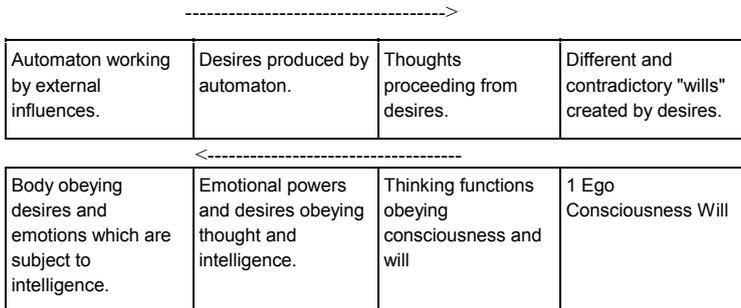 ----------------------------------->
Automaton working by external influences.
Desires produced by automaton.
Thoughts proceeding from desires.
Different and contradictory "wills" created by desires.
<-----------------------------------
Body obeying desires and emotions which are subject to intelligence.
Emotional powers and desires obeying thought and intelligence.
Thinking functions obeying consciousness and will
1 Ego
Consciousness Will